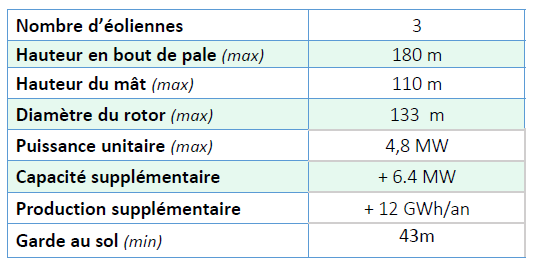 Nombre d’éoliennes 3
Hauteur en bout de pale (max) 180 m
Hauteur du mât (max) 110 m
Diamètre du rotor (max) 133 m
Puissance unitaire (max) 4,8 MW
Capacité supplémentaire + 6.4 MW
Production supplémentaire + 12 GWh/an
Garde au sol (min) 43m